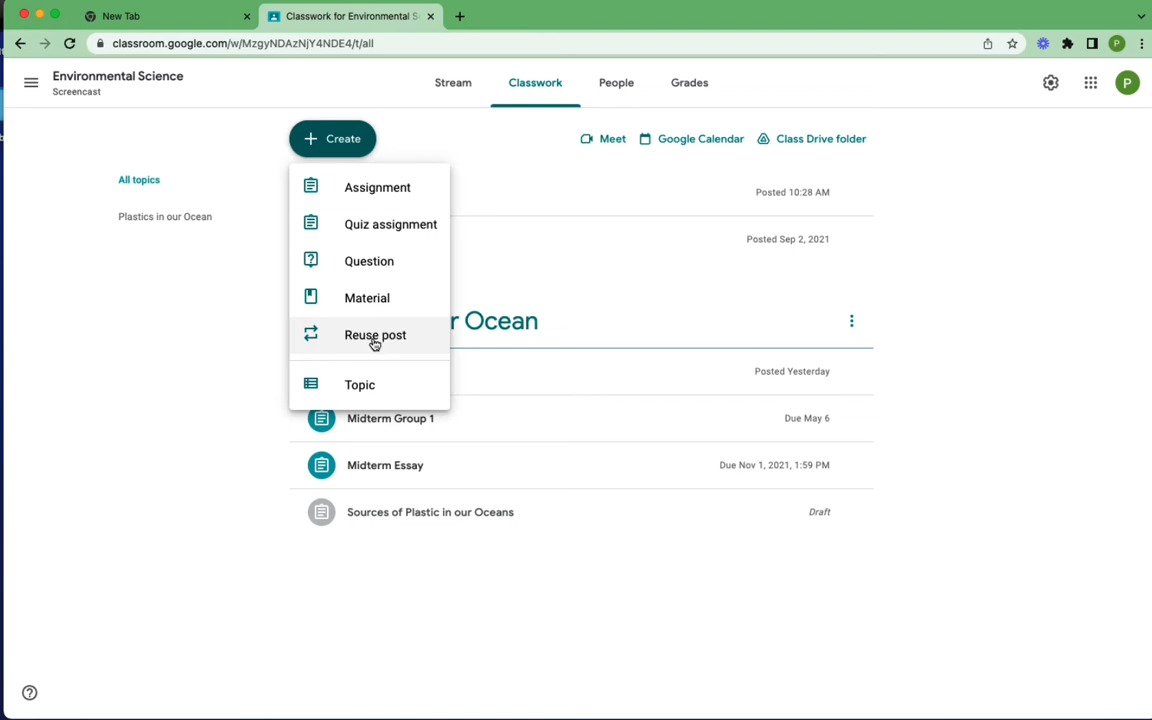 New Tab
Classwork for Environmental S
classroom.google.com/w/MzgyNDAzNjY4NDE4/t/all
P
Environmental Science
Screencast
Stream
Classwork
People
Grades
P
Create
Meet
Google Calendar
Class Drive folder
All topics
Plastics in our Ocean
Assignment
Quiz assignment
Question
Material
Reuse post
Topic
Posted 10:28 AM
Posted Sep 2, 2021
r Ocean
Posted Yesterday
Midterm Group 1
Due May 6
Midterm Essay
Due Nov 1, 2021, 1:59 PM
Sources of Plastic in our Oceans
Draft